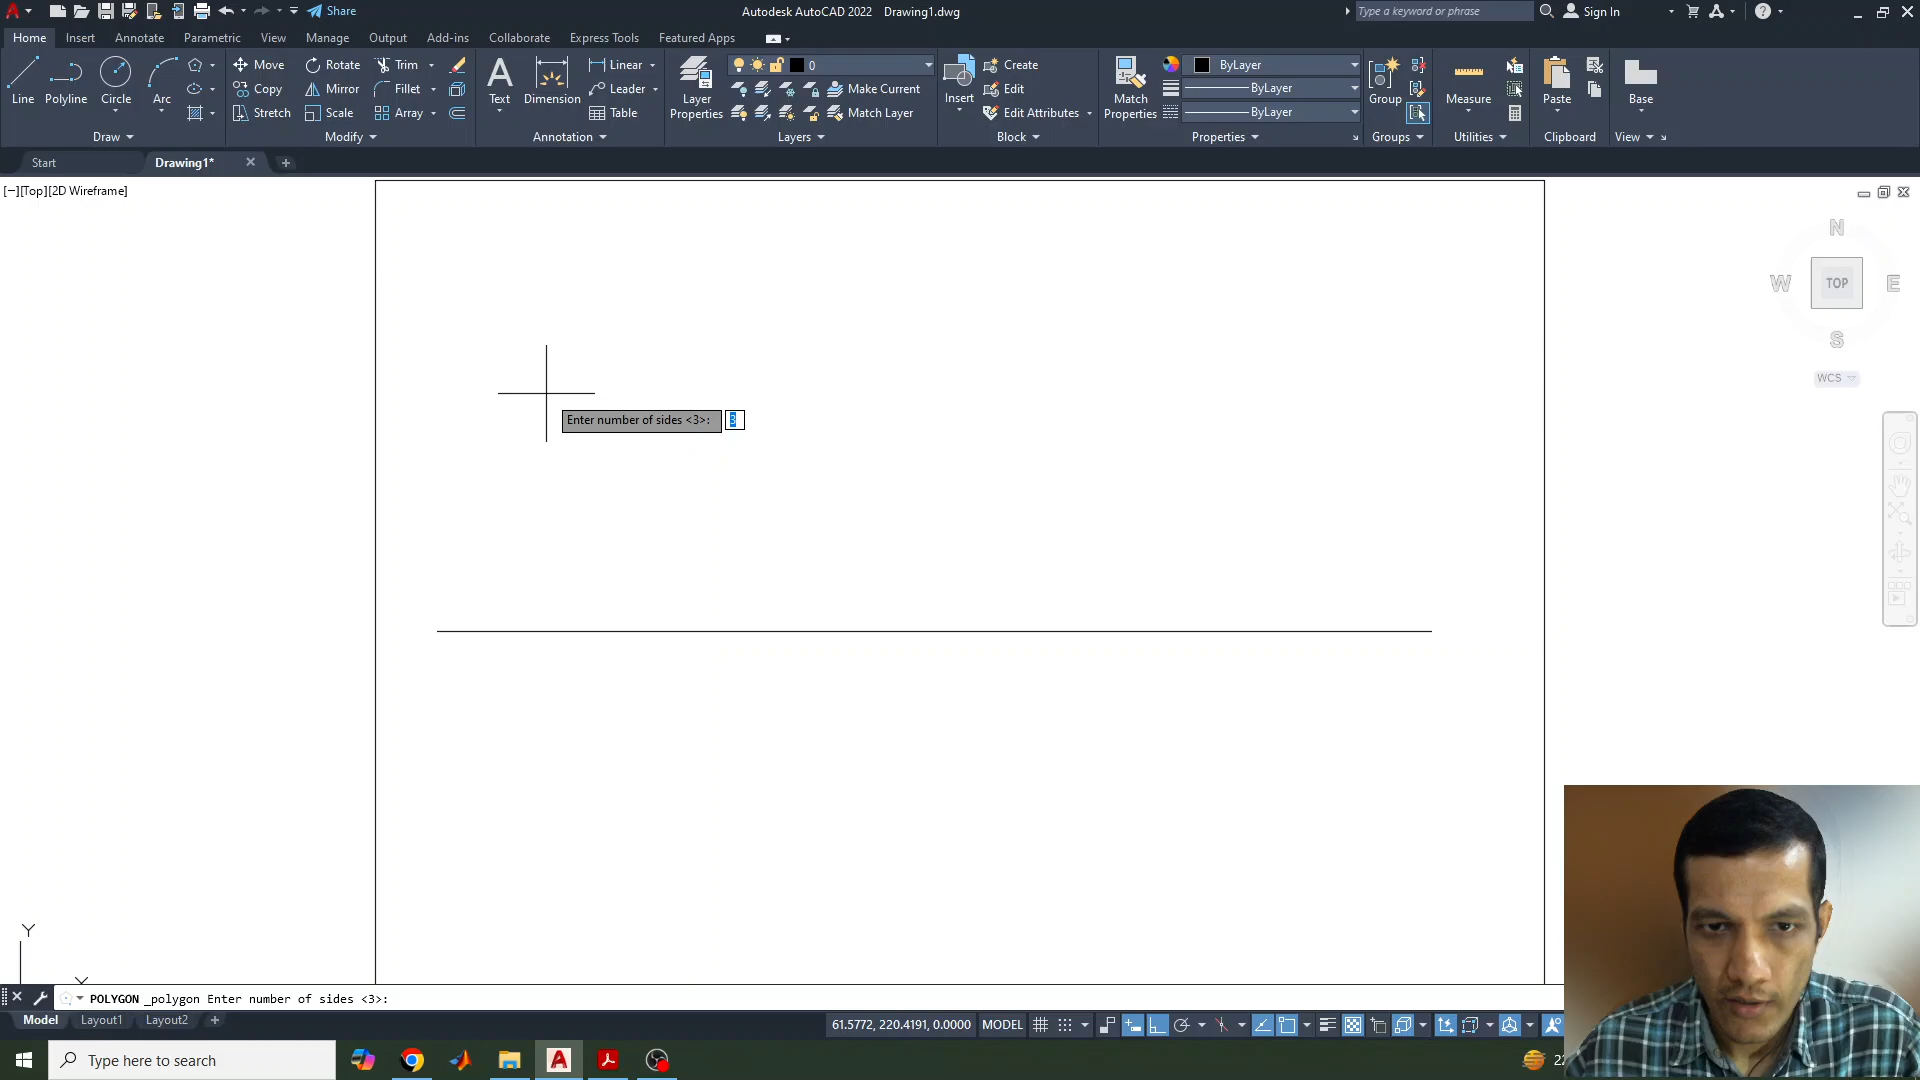 Share
Autodesk AutoCAD 2022 Drawing1.dwg
Type a keyword or phrase
Sign In
Home Insert Annotate Parametric View Manage Output Add-ins Collaborate Express Tools Featured Apps
Move Rotate Trim
Copy Mirror Fillet
Stretch Scale Array
Line Polyline Circle Arc
Draw Modify
Linear
Leader
Table
Text Dimension
Annotation
0
Make Current
Match Layer
Layer Properties
Layers
Create
Edit
Edit Attributes
Insert
Block
ByLayer
ByLayer
ByLayer
Match Properties
Properties
Group
Groups
Measure
Utilities
Paste
Clipboard
Base
View
Start Drawing1*
[−][Top][2D Wireframe]
N
W TOP E
S
WCS
Enter number of sides <3>: 3
Y
X
POLYGON _polygon Enter number of sides <3>:
Model Layout1 Layout2
61.5772, 220.4191, 0.0000 MODEL
Type here to search